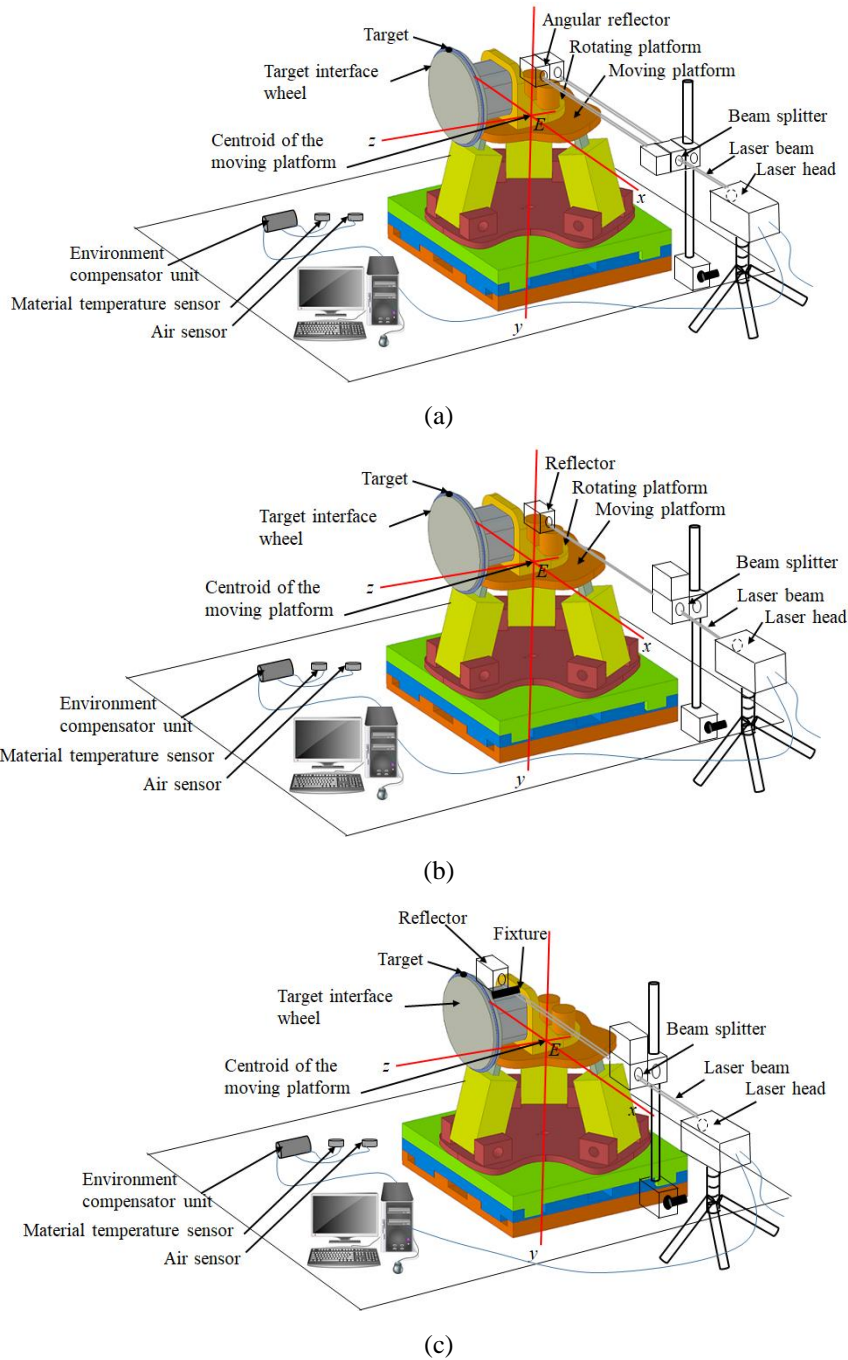 Target
Angular reflector
Rotating platform
Target interface
wheel
Moving platform
Beam splitter
Centroid of the
moving platform
z
E
Laser beam
Laser head
x
Environment
compensator unit
Material temperature sensor
Air sensor
y
(a)
Reflector
Target
Rotating platform
Target interface
wheel
Moving platform
Beam splitter
Centroid of the
moving platform
z
E
Laser beam
Laser head
x
Environment
compensator unit
Material temperature sensor
Air sensor
y
(b)
Reflector
Fixture
Target
Target interface
wheel
Beam splitter
Centroid of the
moving platform
z
E
Laser beam
Laser head
x
Environment
compensator unit
Material temperature sensor
Air sensor
y
(c)